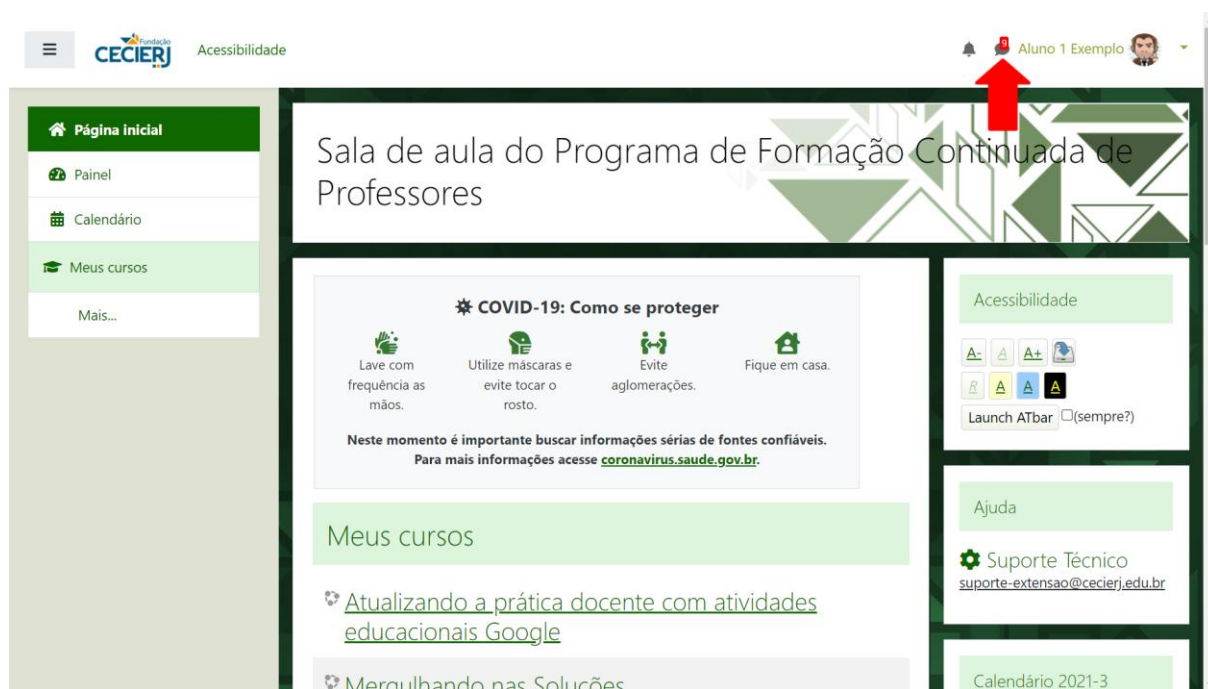 Fundação
CECIERJ
Acessibilidade
9
Aluno 1 Exemplo
Página inicial
Painel
Calendário
Meus cursos
Mais...
Sala de aula do Programa de Formação Continuada de
Professores
COVID-19: Como se proteger
Lave com
frequência as
mãos.
Utilize máscaras e
evite tocar o
rosto.
Evite
aglomerações.
Fique em casa.
Neste momento é importante buscar informações sérias de fontes confiáveis.
Para mais informações acesse coronavirus.saude.gov.br.
Meus cursos
Atualizando a prática docente com atividades
educacionais Google
Mergulhando nas Soluções
Acessibilidade
A- A A+
R A A A
Launch ATbar (sempre?)
Ajuda
Suporte Técnico
suporte-extensao@cecierj.edu.br
Calendário 2021-3